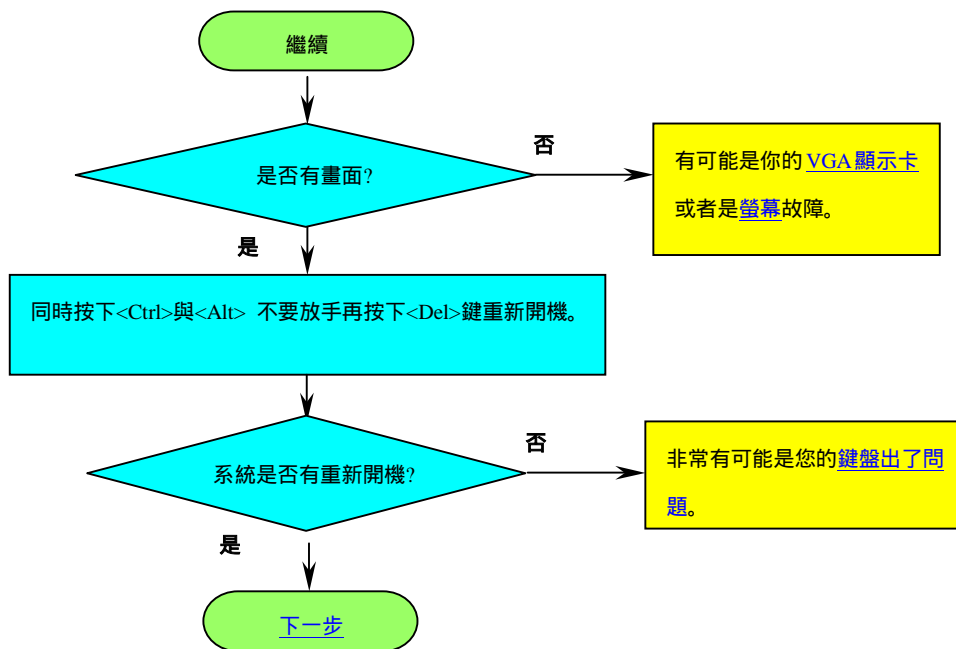 繼續
是否有畫面?
否
有可能是你的 VGA 顯示卡
或者是螢幕故障。
是
同時按下<Ctrl>與<Alt> 不要放手再按下<Del>鍵重新開機。
系統是否有重新開機?
否
非常有可能是您的鍵盤出了問
題。
是
下一步